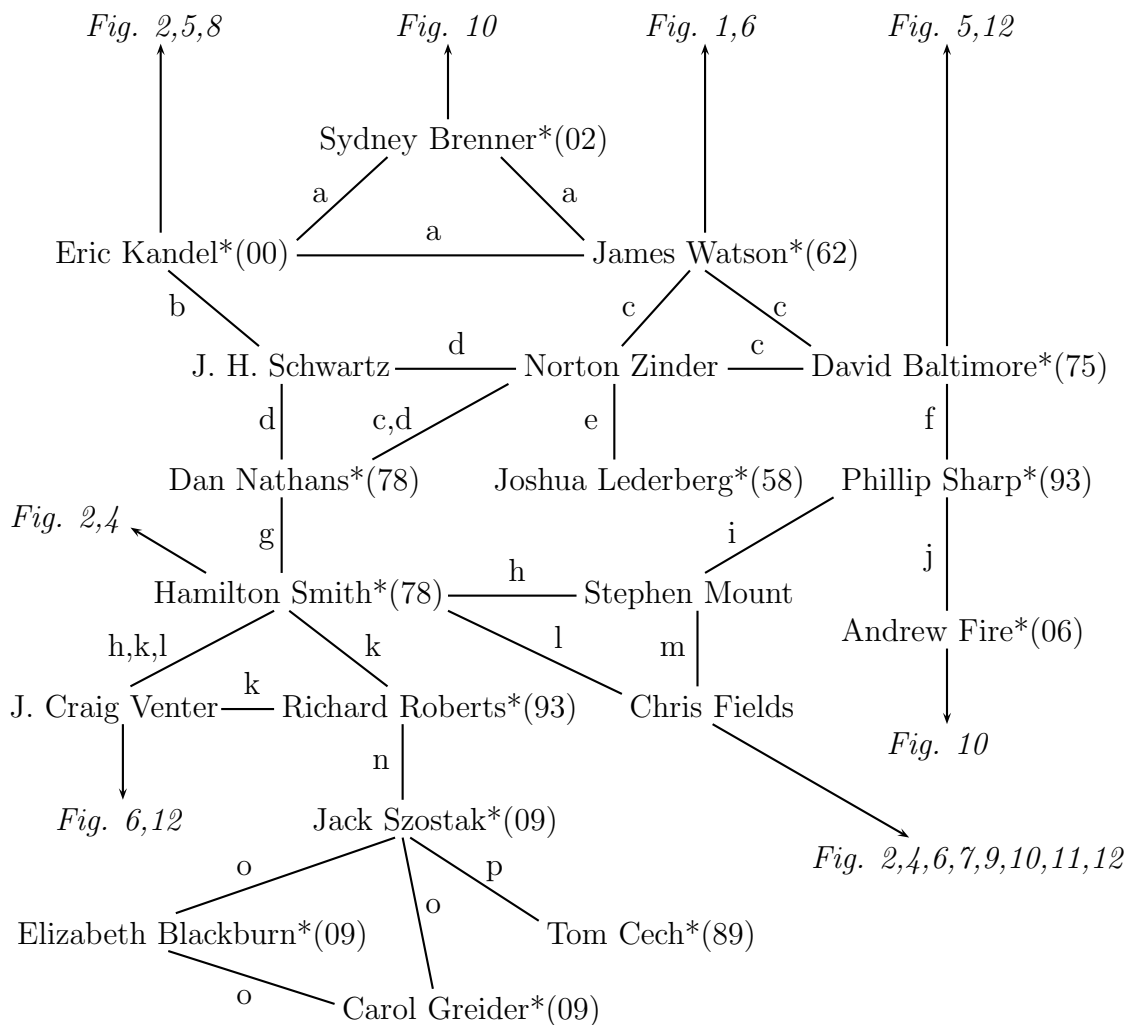 Fig. 2,5,8 Fig. 10 Fig. 1,6 Fig. 5,12
Sydney Brenner*(02)
a a
a
Eric Kandel*(00) James Watson*(62)
b c c
d c
J. H. Schwartz Norton Zinder David Baltimore*(75)
d c,d e f
Dan Nathans*(78) Joshua Lederberg*(58) Phillip Sharp*(93)
Fig. 2,4
g i
j
h
Hamilton Smith*(78) Stephen Mount
Andrew Fire*(06)
h,k,l k l m
k
J. Craig Venter Richard Roberts*(93) Chris Fields
Fig. 10
n
Fig. 6,12 Jack Szostak*(09)
Fig. 2,4,6,7,9,10,11,12
o p
o
Elizabeth Blackburn*(09) Tom Cech*(89)
o
Carol Greider*(09)